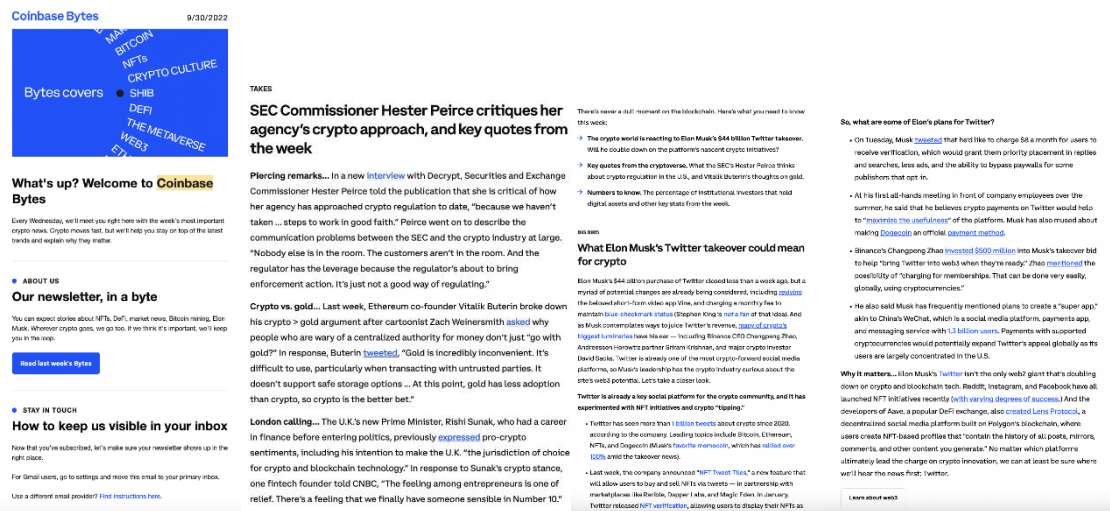 Coinbase Bytes
9/30/2022
Bytes covers
BITCOIN
NFTs
CRYPTO CULTURE
SHIB
DEFI
THE METAVERSE
WEB3
What's up? Welcome to Coinbase
Bytes
Every Wednesday, we'll meet you right here with the week's most important
crypto news. Crypto moves fast, but we'll help you stay on top of the latest
trends and explain why they matter.
ABOUT US
Our newsletter, in a byte
You can expect stories about NFTs, DeFi, market news, Bitcoin mining, Elon
Musk. Wherever crypto goes, we go too. If we think it's important, we'll keep
you in the loop.
Read last week's Bytes
STAY IN TOUCH
How to keep us visible in your inbox
Now that you've subscribed, let's make sure your newsletter shows up in the
right place.
For Gmail users, go to settings and move this email to your primary inbox.
Use a different email provider? Find instructions here.
TAKES
SEC Commissioner Hester Peirce critiques her
agency's crypto approach, and key quotes from
the week
Piercing remarks... In a new interview with Decrypt, Securities and Exchange
Commissioner Hester Peirce told the publication that she is critical of how
her agency has approached crypto regulation to date, "because we haven't
taken ... steps to work in good faith." Peirce went on to describe the
communication problems between the SEC and the crypto industry at large.
"Nobody else is in the room. The customers aren't in the room. And the
regulator has the leverage because the regulator's about to bring
enforcement action. It's just not a good way of regulating."
Crypto vs. gold... Last week, Ethereum co-founder Vitalik Buterin broke down
his crypto > gold argument after cartoonist Zach Weinersmith asked why
people who are wary of a centralized authority for money don't just "go with
gold?" In response, Buterin tweeted, "Gold is incredibly inconvenient. It's
difficult to use, particularly when transacting with untrusted parties. It
doesn't support safe storage options ... At this point, gold has less adoption
than crypto, so crypto is the better bet."
London calling... The U.K.'s new Prime Minister, Rishi Sunak, who had a career
in finance before entering politics, previously expressed pro-crypto
sentiments, including his intention to make the U.K. "the jurisdiction of choice
for crypto and blockchain technology." In response to Sunak's crypto stance,
one fintech founder told CNBC, "The feeling among entrepreneurs is one of
relief. There's a feeling that we finally have someone sensible in Number 10."
There's never a dull moment on the blockchain. Here's what you need to know
this week:
→ The crypto world is reacting to Elon Musk's $44 billion Twitter takeover.
Will he double down on the platform's nascent crypto initiatives?
→ Key quotes from the cryptoverse. What the SEC's Hester Peirce thinks
about crypto regulation in the U.S., and Vitalik Buterin's thoughts on gold.
→ Numbers to know. The percentage of institutional investors that hold
digital assets and other key stats from the week.
BIG BIRD
What Elon Musk's Twitter takeover could mean
for crypto
Elon Musk's $44 billion purchase of Twitter closed less than a week ago, but a
myriad of potential changes are already being considered, including reviving
the beloved short-form video app Vine, and charging a monthly fee to
maintain blue-checkmark status (Stephen King's not a fan of that idea). And
as Musk contemplates ways to juice Twitter's revenue, many of crypto's
biggest luminaries have his ear — including Binance CEO Changpeng Zhao,
Andreessen Horowitz partner Sriram Krishnan, and major crypto investor
David Sacks. Twitter is already one of the most crypto-forward social media
platforms, so Musk's leadership has the crypto industry curious about the
site's web3 potential. Let's take a closer look.
Twitter is already a key social platform for the crypto community, and it has
experimented with NFT initiatives and crypto "tipping."
• Twitter has seen more than 1 billion tweets about crypto since 2020,
according to the company. Leading topics include Bitcoin, Ethereum,
NFTs, and Dogecoin (Musk's favorite memecoin, which has rallied over
100% amid the takeover news).
• Last week, the company announced "NFT Tweet Tiles," a new feature that
will allow users to buy and sell NFTs via tweets — in partnership with
marketplaces like Rarible, Dapper Labs, and Magic Eden. In January,
Twitter released NFT verification, allowing users to display their NFTs as
So, what are some of Elon's plans for Twitter?
• On Tuesday, Musk tweeted that he'd like to charge $8 a month for users to
receive verification, which would grant them priority placement in replies
and searches, less ads, and the ability to bypass paywalls for some
publishers that opt-in.
• At his first all-hands meeting in front of company employees over the
summer, he said that he believes crypto payments on Twitter would help
to "maximize the usefulness" of the platform. Musk has also mused about
making Dogecoin an official payment method.
• Binance's Changpeng Zhao invested $500 million into Musk's takeover bid
to help "bring Twitter into web3 when they're ready." Zhao mentioned the
possibility of "charging for memberships. That can be done very easily,
globally, using cryptocurrencies."
• He also said Musk has frequently mentioned plans to create a "super app,"
akin to China's WeChat, which is a social media platform, payments app,
and messaging service with 1.3 billion users. Payments with supported
cryptocurrencies would potentially expand Twitter's appeal globally as its
users are largely concentrated in the U.S.
Why it matters... Elon Musk's Twitter isn't the only web2 giant that's doubling
down on crypto and blockchain tech. Reddit, Instagram, and Facebook have all
launched NFT initiatives recently (with varying degrees of success.) And the
developers of Aave, a popular DeFi exchange, also created Lens Protocol, a
decentralized social media platform built on Polygon's blockchain, where
users create NFT-based profiles that "contain the history of all posts, mirrors,
comments, and other content you generate." No matter which platforms
ultimately lead the charge on crypto innovation, we can at least be sure where
we'll hear the news first: Twitter.
Learn about web3